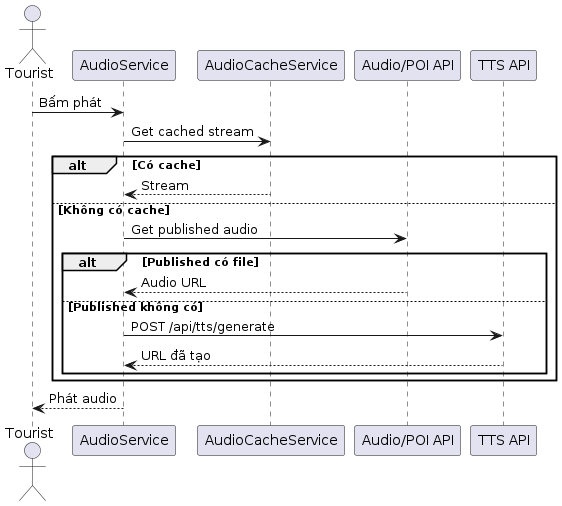 Tourist
AudioService
AudioCacheService
Audio/POI API
TTS API
Bấm phát
Get cached stream
alt
[Có cache]
Stream
[Không có cache]
Get published audio
alt
[Published có file]
Audio URL
[Published không có]
POST /api/tts/generate
URL đã tạo
Phát audio
Tourist
AudioService
AudioCacheService
Audio/POI API
TTS API